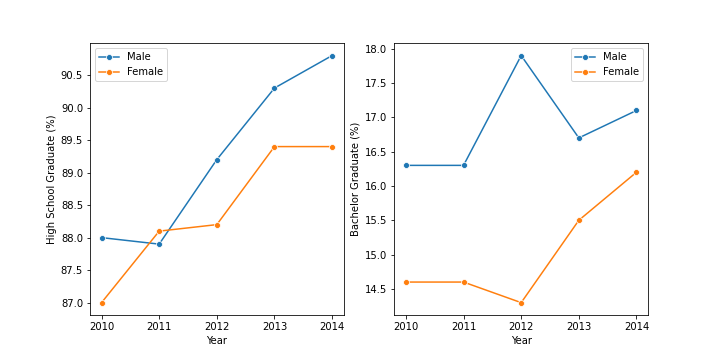 Male
Female
High School Graduate (%)
90.5
90.0
89.5
89.0
88.5
88.0
87.5
87.0
2010 2011 2012 2013 2014
Year
Male
Female
Bachelor Graduate (%)
18.0
17.5
17.0
16.5
16.0
15.5
15.0
14.5
2010 2011 2012 2013 2014
Year